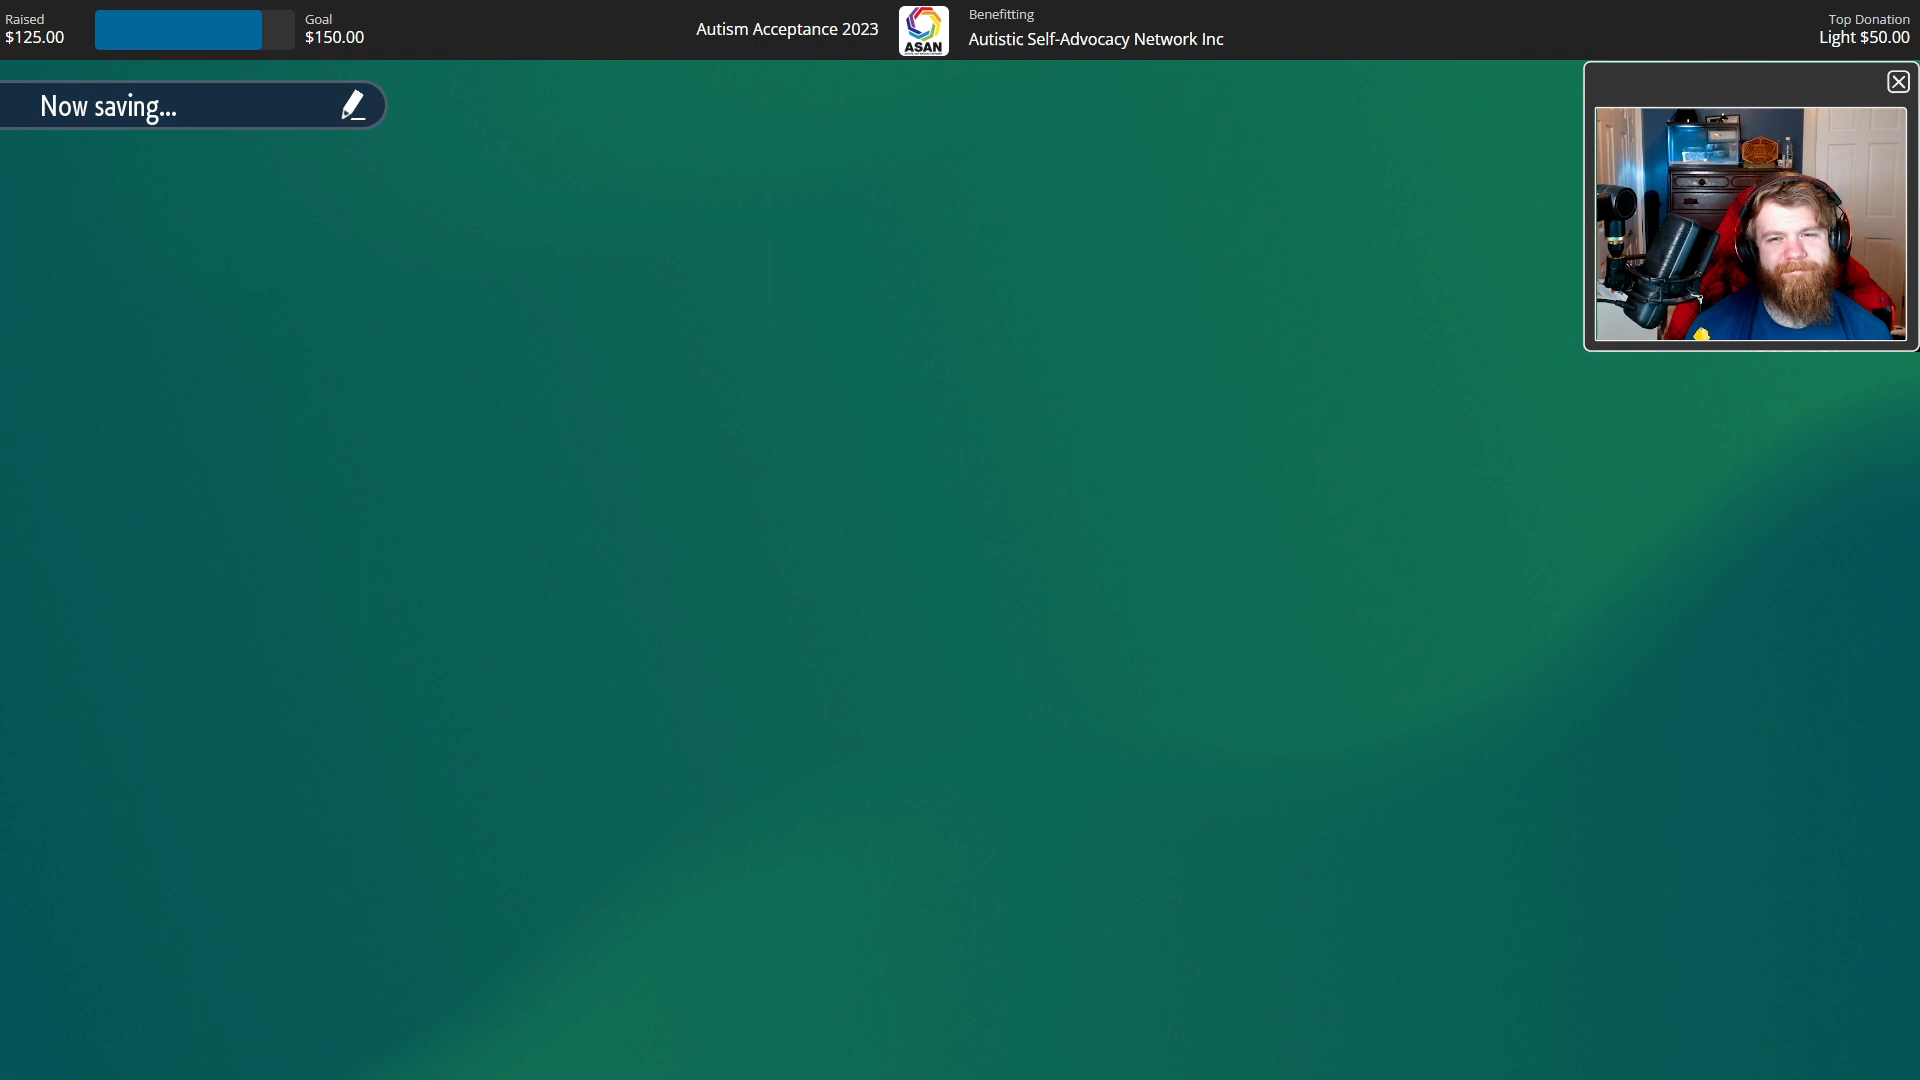 Raised
$125.00
Goal
$150.00
Autism Acceptance 2023
ASAN
Benefitting
Autistic Self-Advocacy Network Inc
Top Donation
Light $50.00
Now saving...